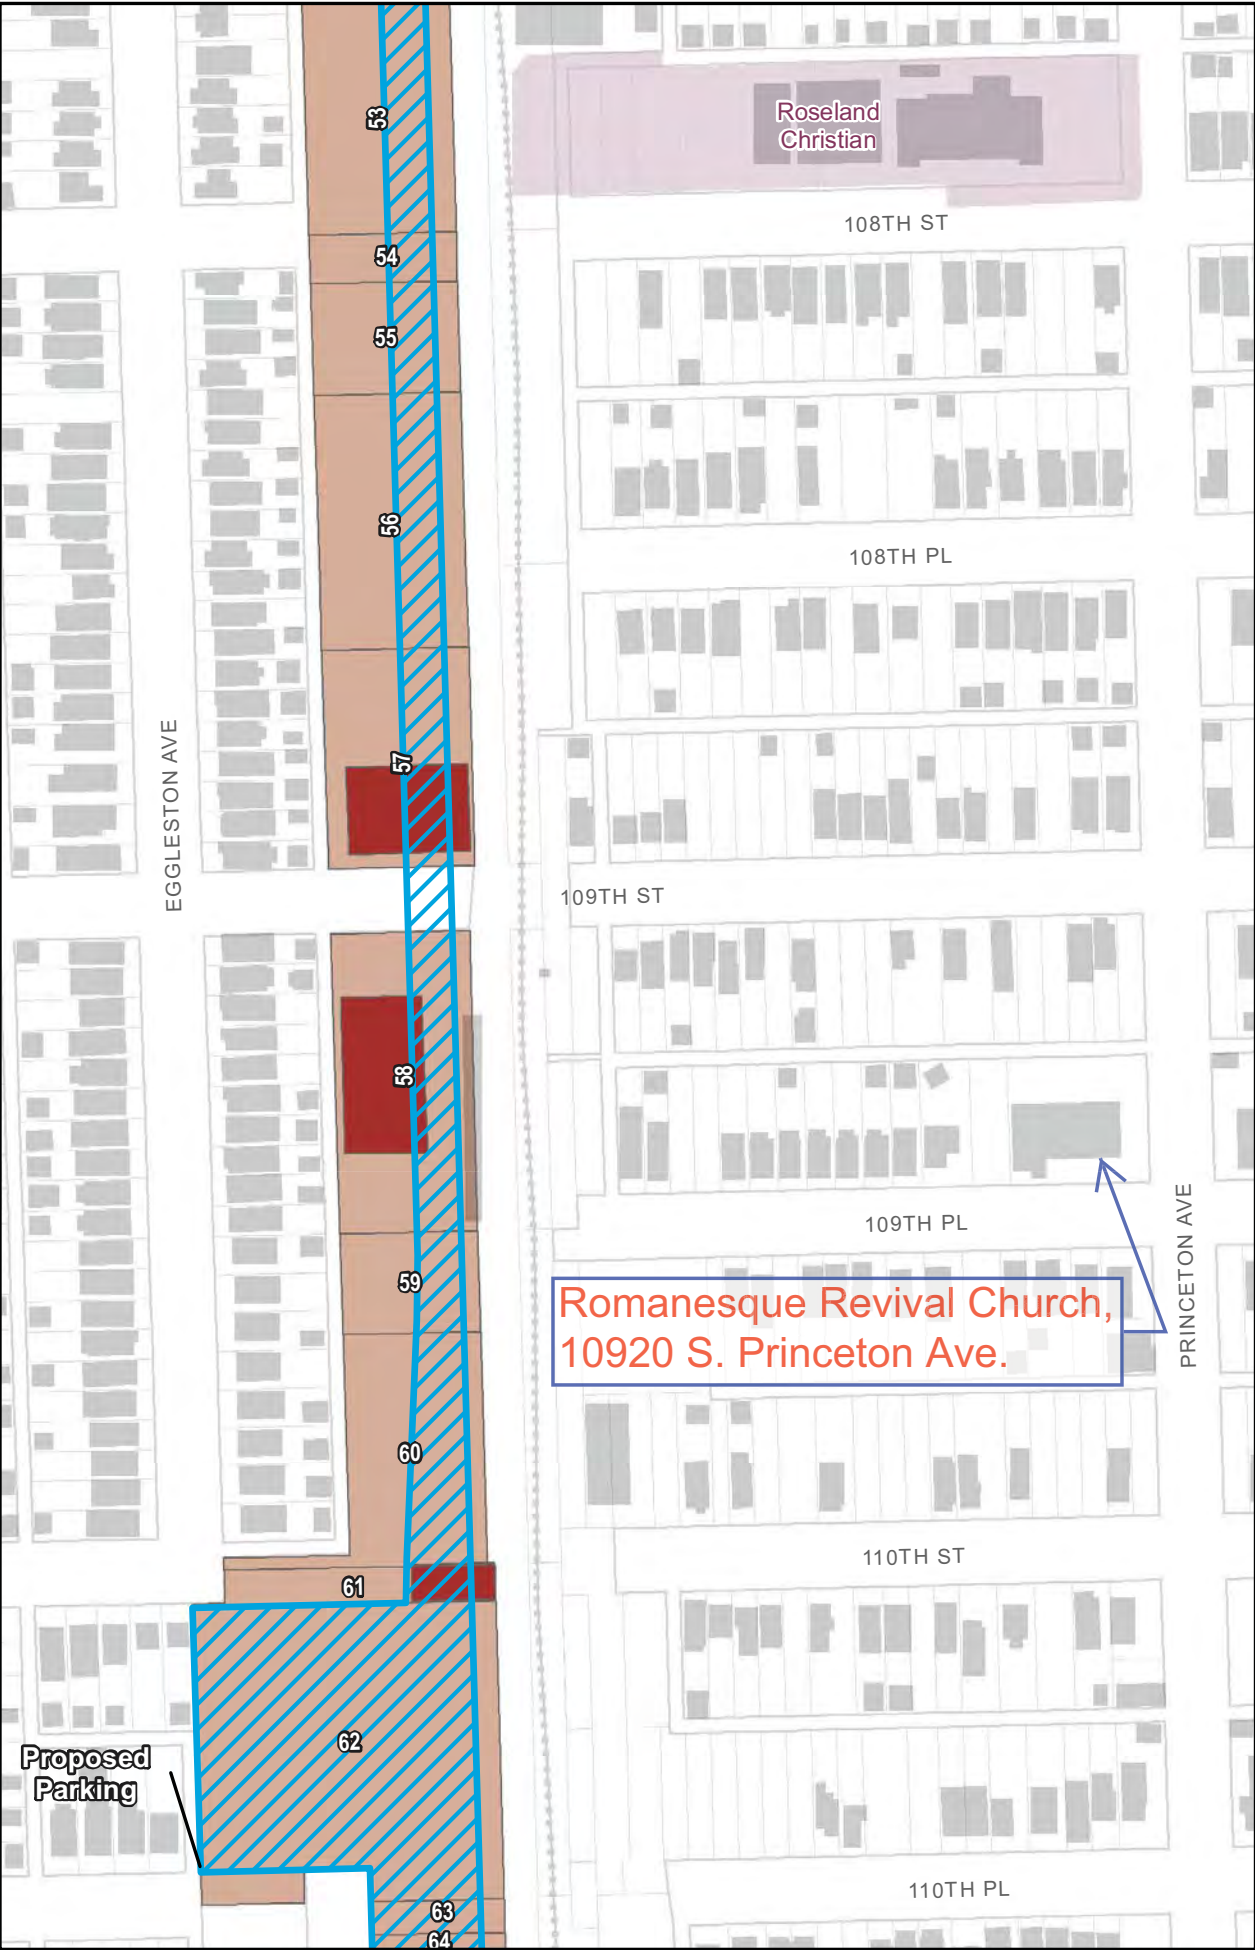 53
Roseland
Christian
108TH ST
54
55
56
108TH PL
57
EGGLESTON AVE
109TH ST
58
109TH PL
PRINCETON AVE
59
Romanesque Revival Church,
10920 S. Princeton Ave.
60
110TH ST
61
62
Proposed
Parking
110TH PL
63
64